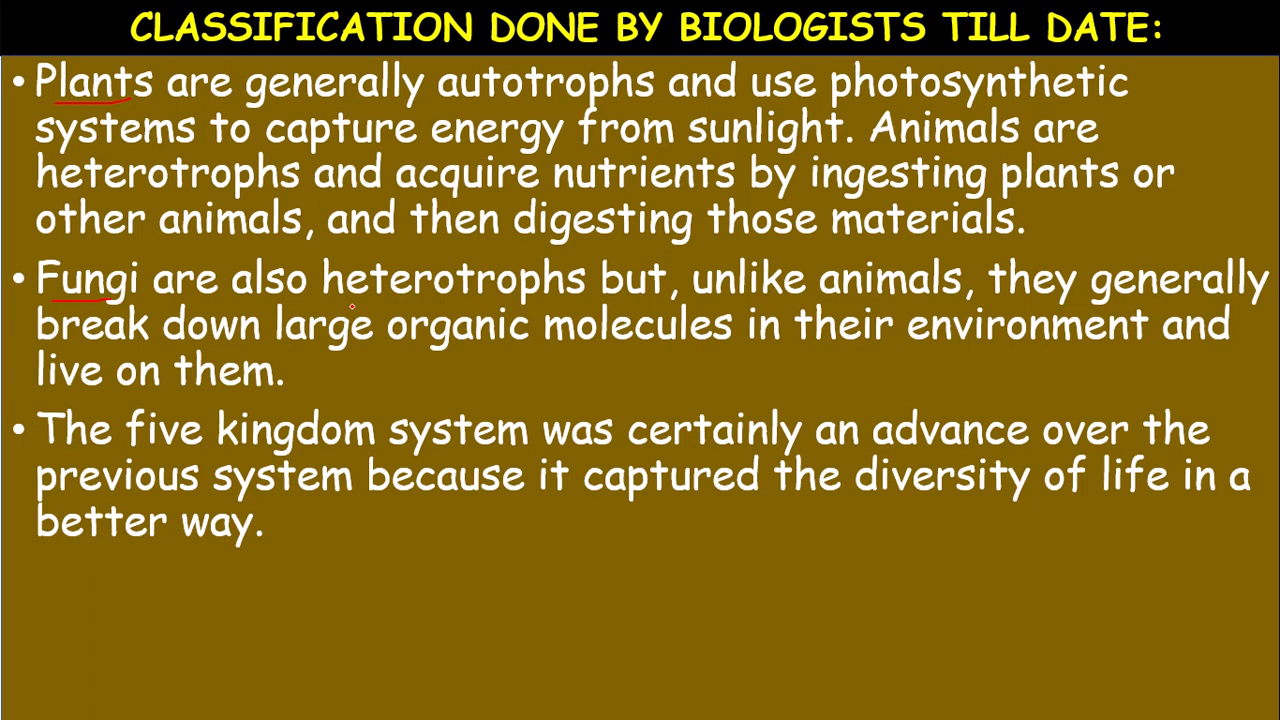 CLASSIFICATION DONE BY BIOLOGISTS TILL DATE:
• Plants are generally autotrophs and use photosynthetic
systems to capture energy from sunlight. Animals are
heterotrophs and acquire nutrients by ingesting plants or
other animals, and then digesting those materials.
• Fungi are also heterotrophs but, unlike animals, they generally
break down large organic molecules in their environment and
live on them.
• The five kingdom system was certainly an advance over the
previous system because it captured the diversity of life in a
better way.